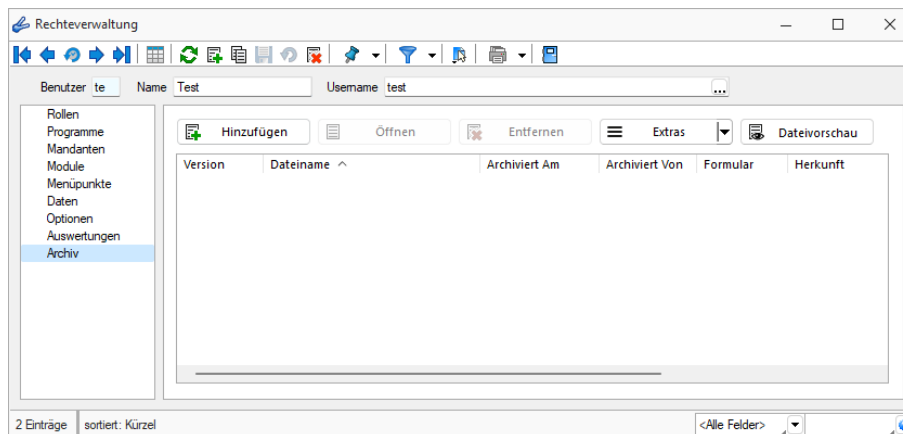 Rechteverwaltung
Benutzer te Name Test Username test ...
Rollen
Programme
Mandanten
Module
Menüpunkte
Daten
Optionen
Auswertungen
Archiv
Hinzufügen Öffnen Entfernen Extras Dateivorschau
Version Dateiname Archiviert Am Archiviert Von Formular Herkunft
2 Einträge sortiert: Kürzel <Alle Felder>